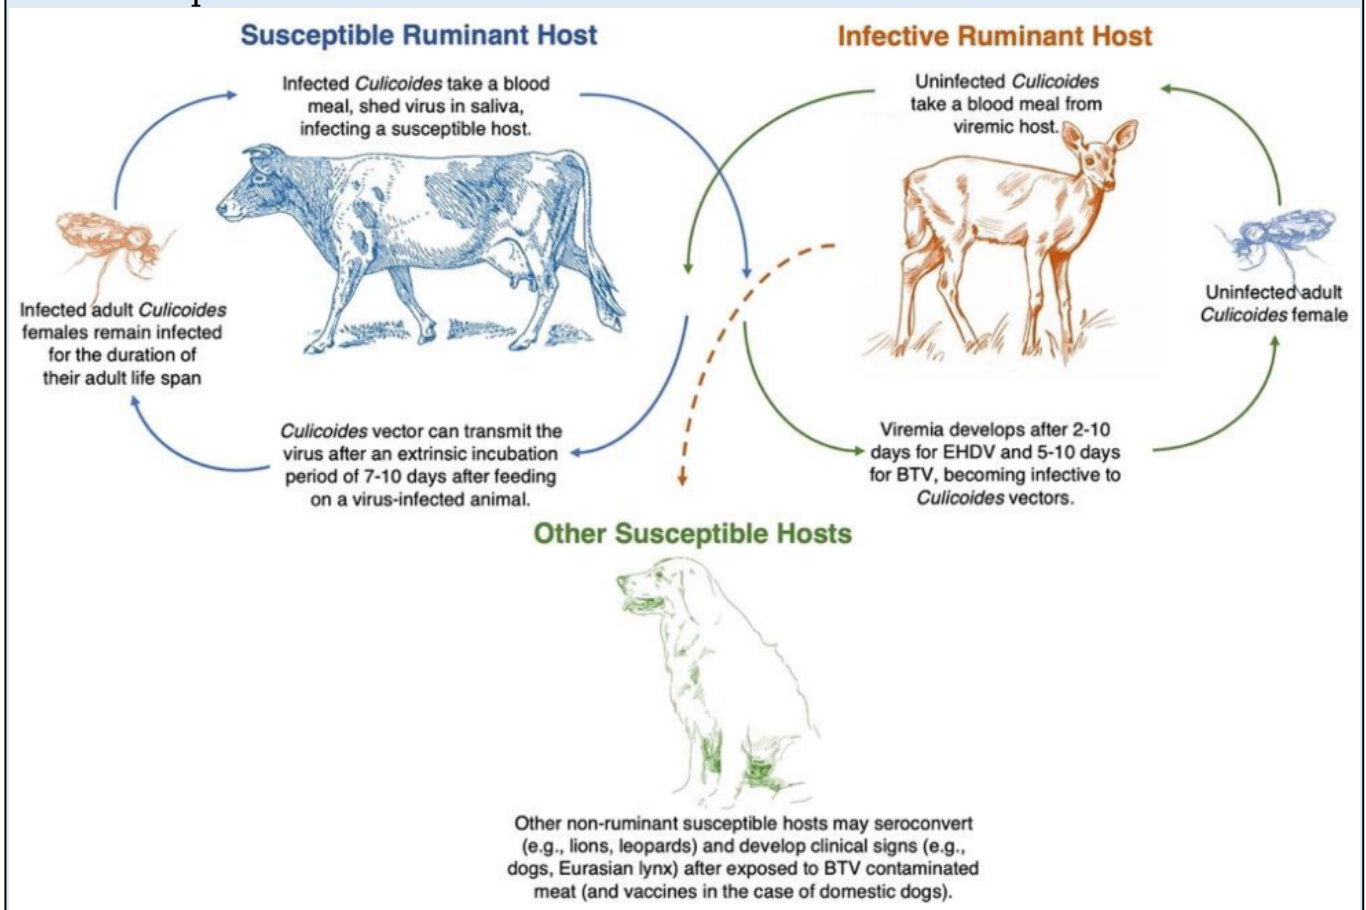 Susceptible Ruminant Host
Infected Culicoides take a blood
meal, shed virus in saliva,
infecting a susceptible host.
Infected adult Culicoides
females remain infected
for the duration of
their adult life span
Culicoides vector can transmit the
virus after an extrinsic incubation
period of 7-10 days after feeding
on a virus-infected animal.
Infective Ruminant Host
Uninfected Culicoides
take a blood meal from
viremic host.
Uninfected adult
Culicoides female
Viremia develops after 2-10
days for EHDV and 5-10 days
for BTV, becoming infective to
Culicoides vectors.
Other Susceptible Hosts
Other non-ruminant susceptible hosts may seroconvert
(e.g., lions, leopards) and develop clinical signs (e.g.,
dogs, Eurasian lynx) after exposed to BTV contaminated
meat (and vaccines in the case of domestic dogs).